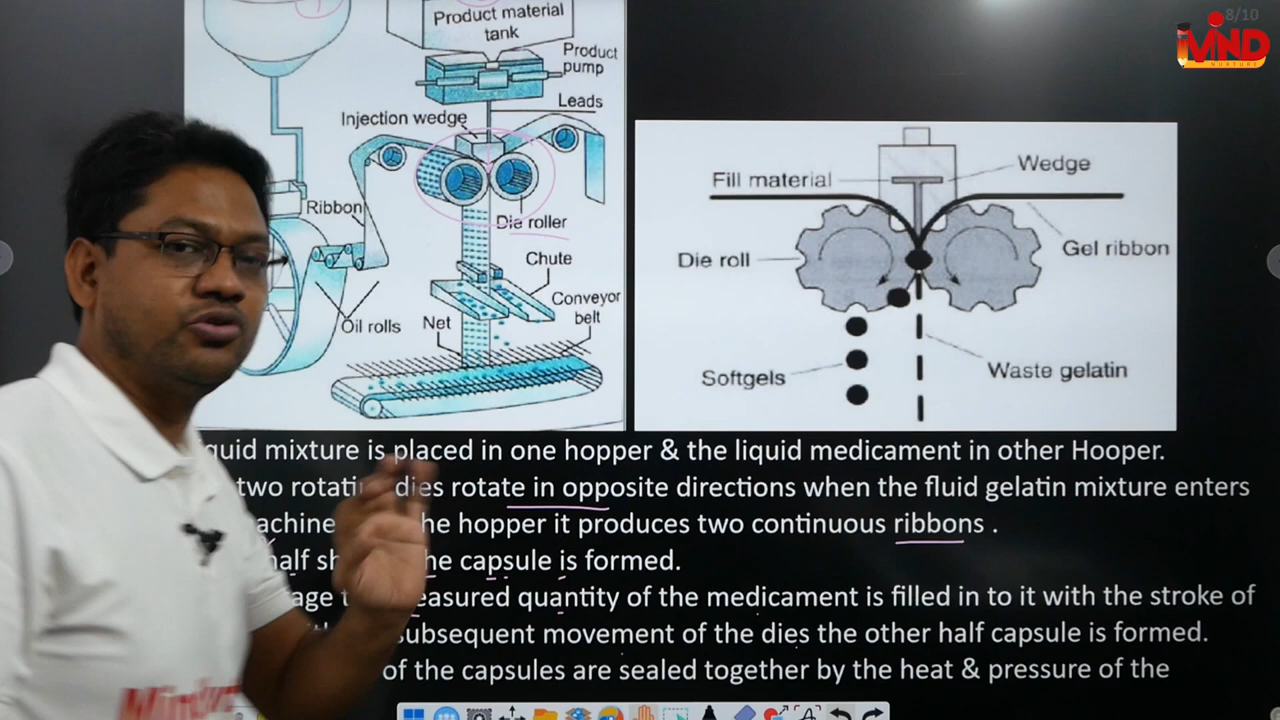 8/10
MIND
NURTURE
Product material
tank
Product
pump
Leads
Injection wedge
Ribbon
Die roller
Chute
Conveyor
belt
Oil rolls
Net
Fill material
Wedge
Die roll
Gel ribbon
Softgels
Waste gelatin
quid mixture is placed in one hopper & the liquid medicament in other Hooper.
two rotati dies rotate in opposite directions when the fluid gelatin mixture enters
achine he hopper it produces two continuous ribbons .
half sh he capsule is formed.
age t easured quantity of the medicament is filled in to it with the stroke of
subsequent movement of the dies the other half capsule is formed.
of the capsules are sealed together by the heat & pressure of the